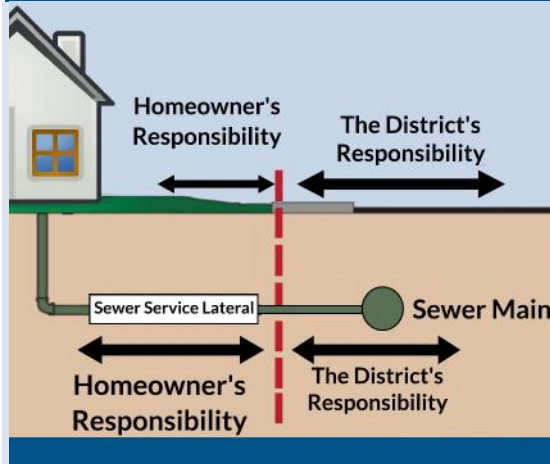 Homeowner's
Responsibility
The District's
Responsibility
Sewer Service Lateral
Sewer Main
Homeowner's
Responsibility
The District's
Responsibility